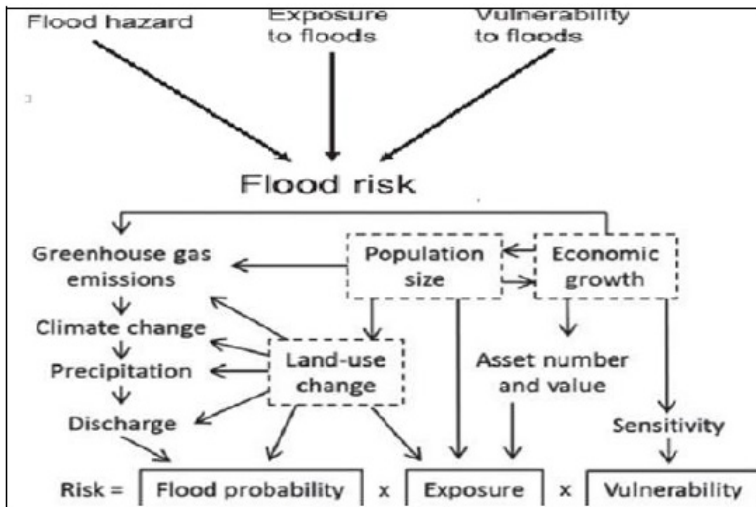 Flood hazard
Exposure
to floods
Vulnerability
to floods
Flood risk
Greenhouse gas
emissions
Population
size
Economic
growth
Climate change
Precipitation
Land-use
change
Asset number
and value
Discharge
Sensitivity
Risk = Flood probability x Exposure x Vulnerability